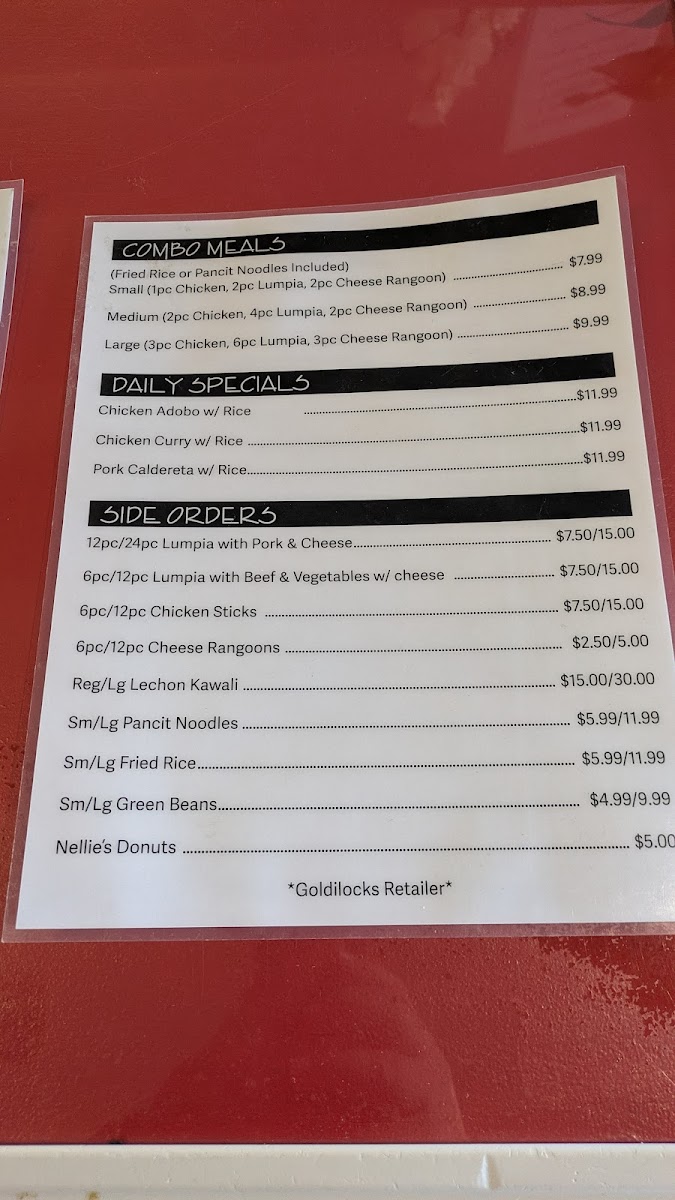 COMBO MEALS
(Fried Rice or Pancit Noodles Included)
Small (1pc Chicken, 2pc Lumpia, 2pc Cheese Rangoon) $7.99
Medium (2pc Chicken, 4pc Lumpia, 2pc Cheese Rangoon) $8.99
Large (3pc Chicken, 6pc Lumpia, 3pc Cheese Rangoon) $9.99
DAILY SPECIALS
Chicken Adobo w/ Rice $11.99
Chicken Curry w/ Rice $11.99
Pork Caldereta w/ Rice $11.99
SIDE ORDERS
12pc/24pc Lumpia with Pork & Cheese $7.50/15.00
6pc/12pc Lumpia with Beef & Vegetables w/ cheese $7.50/15.00
6pc/12pc Chicken Sticks $7.50/15.00
6pc/12pc Cheese Rangoons $2.50/5.00
Reg/Lg Lechon Kawali $15.00/30.00
Sm/Lg Pancit Noodles $5.99/11.99
Sm/Lg Fried Rice $5.99/11.99
Sm/Lg Green Beans $4.99/9.99
Nellie's Donuts $5.00
*Goldilocks Retailer*